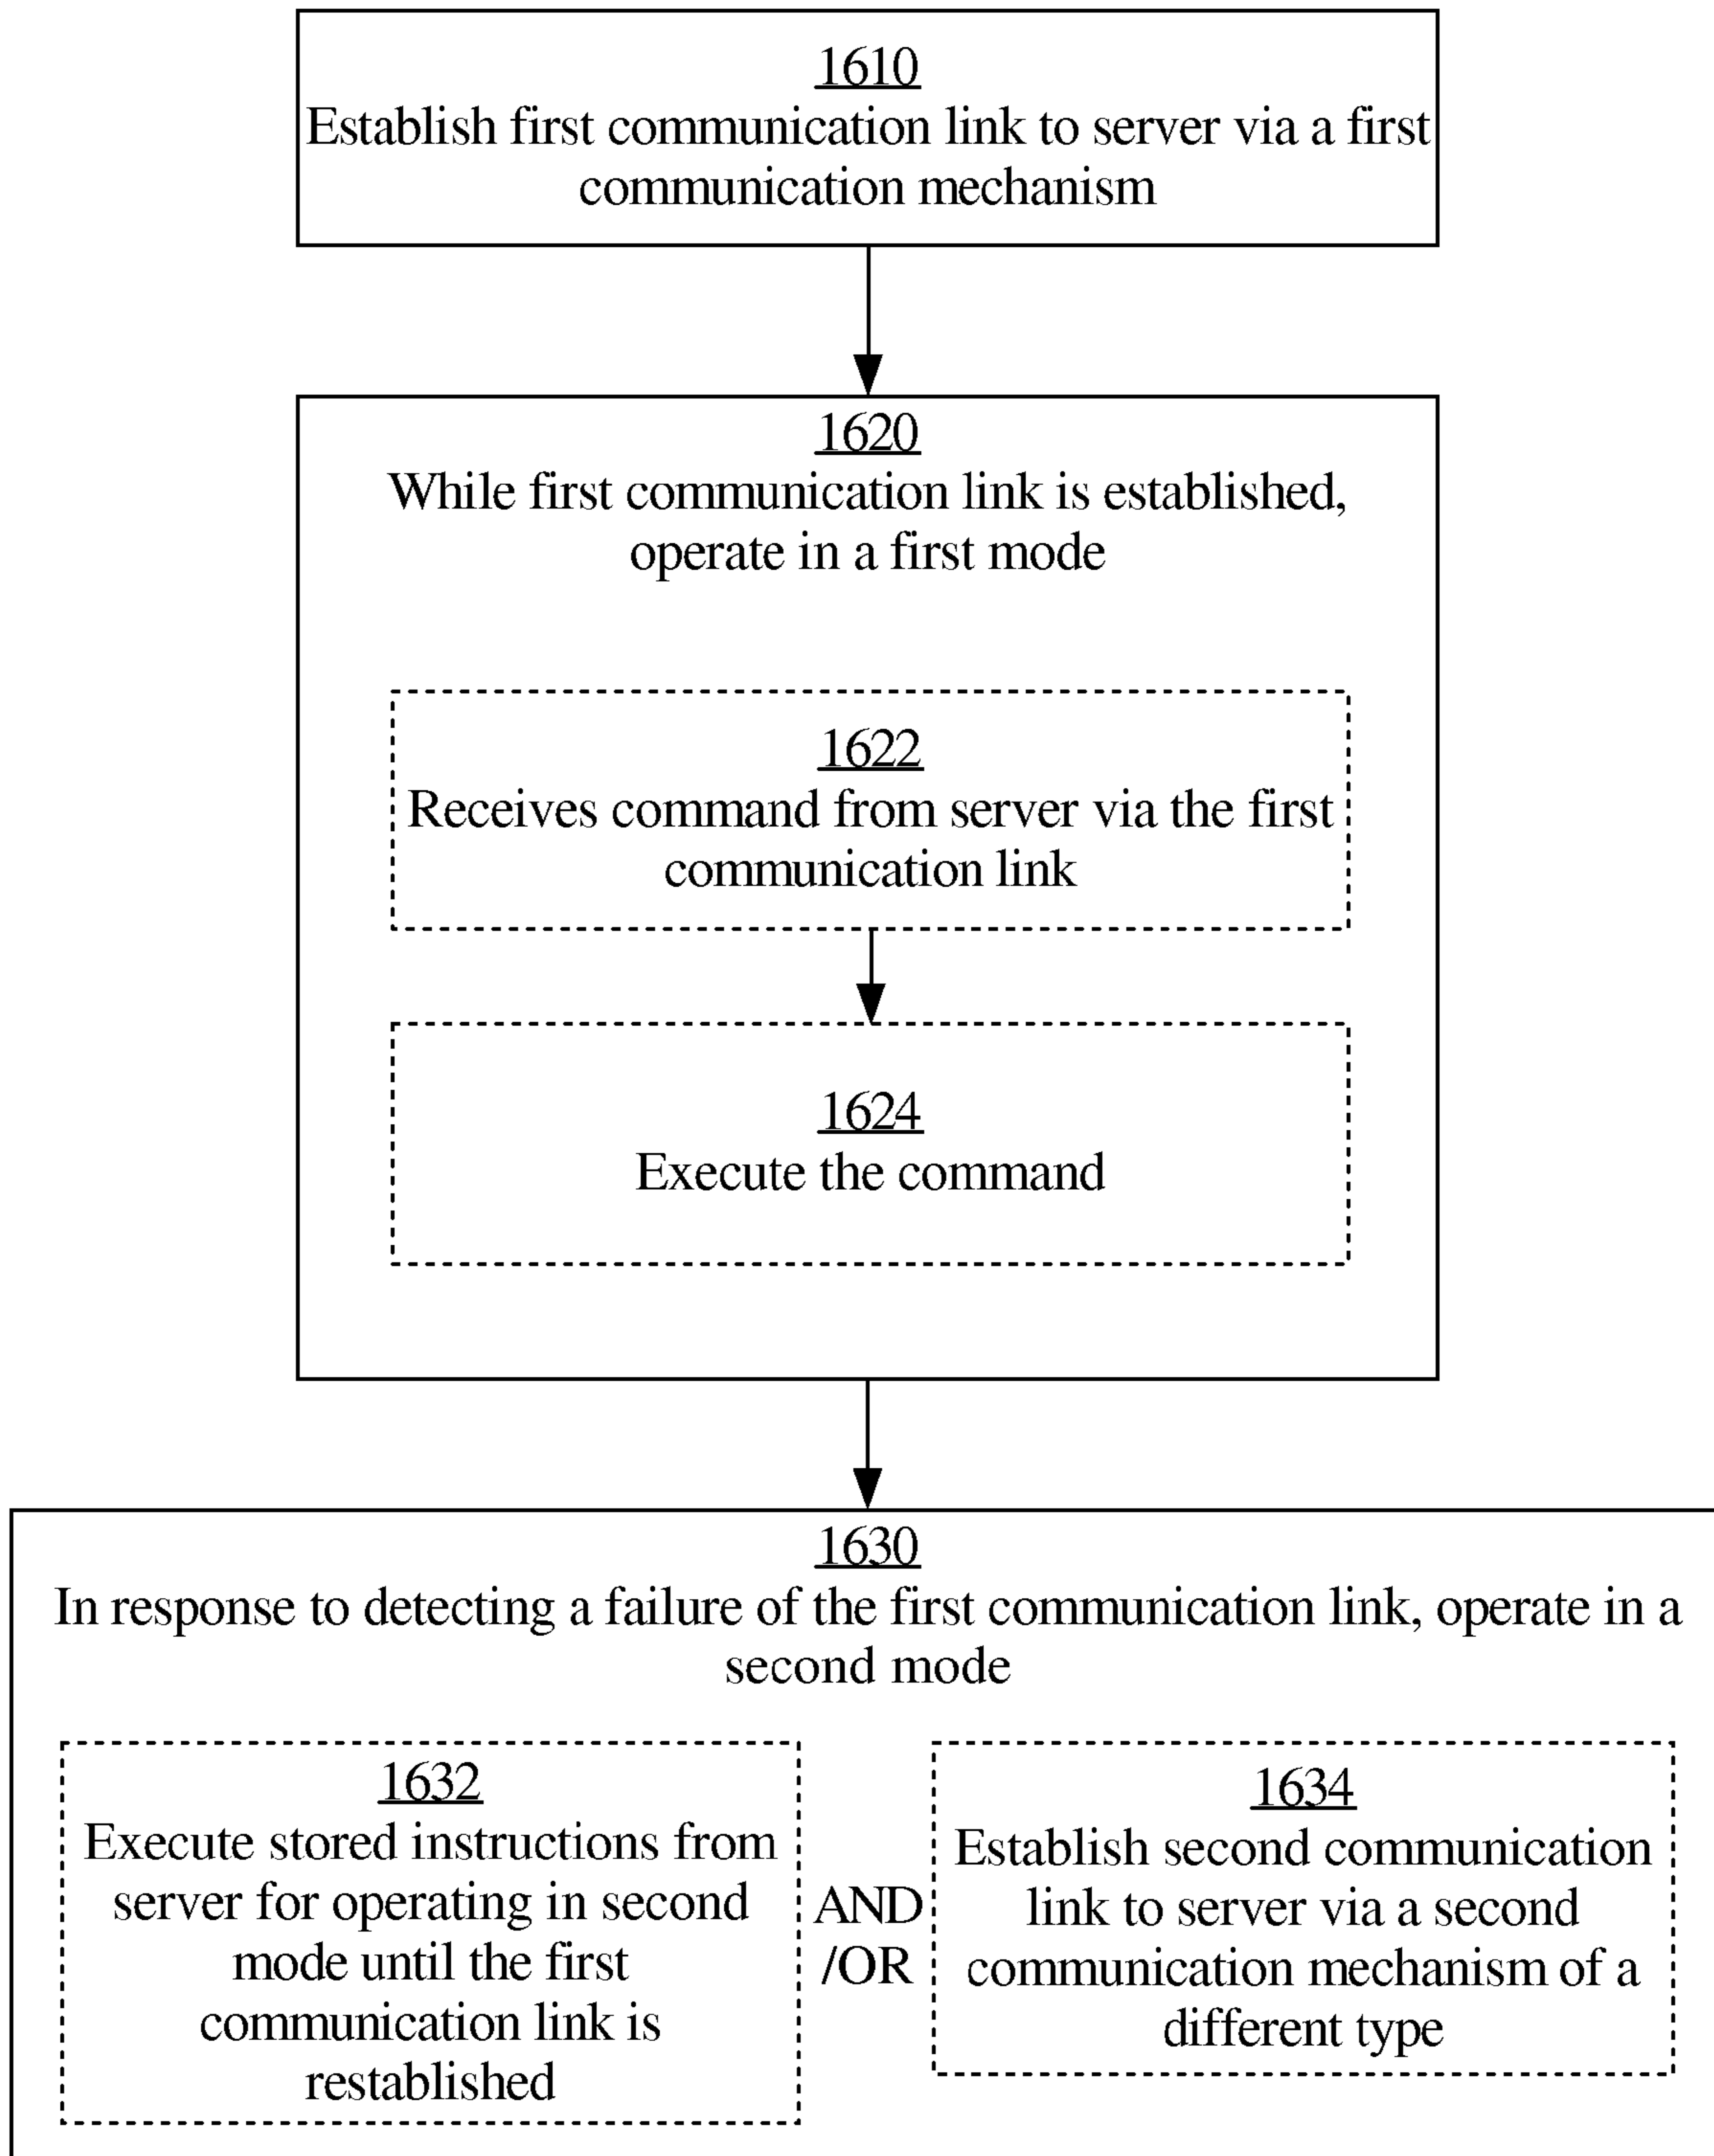 1610
Establish first communication link to server via a first
communication mechanism
1620
While first communication link is established,
operate in a first mode
1622
Receives command from server via the first
communication link
1624
Execute the command
1630
In response to detecting a failure of the first communication link, operate in a
second mode
1632
Execute stored instructions from
server for operating in second
mode until the first
communication link is
restablished
AND
/OR
1634
Establish second communication
link to server via a second
communication mechanism of a
different type